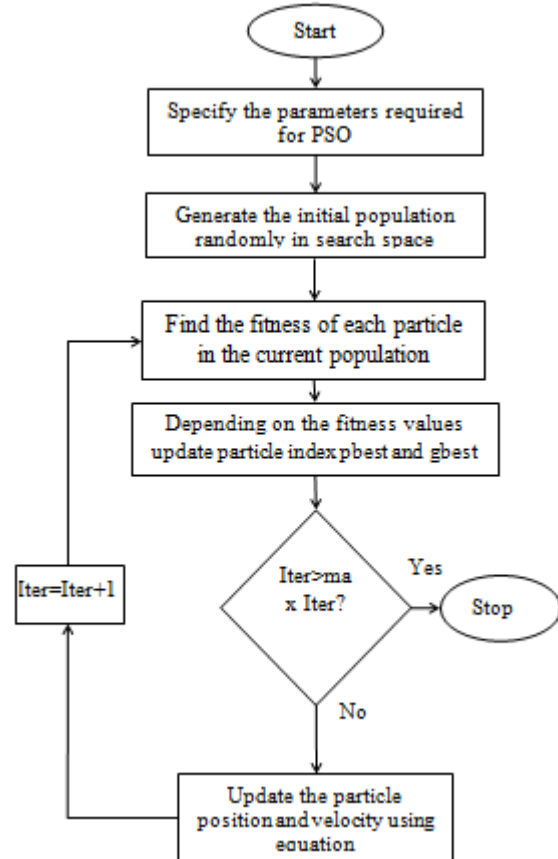 Start
Specify the parameters required
for PSO
Generate the initial population
randomly in search space
Find the fitness of each particle
in the current population
Depending on the fitness values
update particle index pbest and gbest
Iter>ma
x Iter?
Yes
Stop
Iter=Iter+1
No
Update the particle
position and velocity using
equation